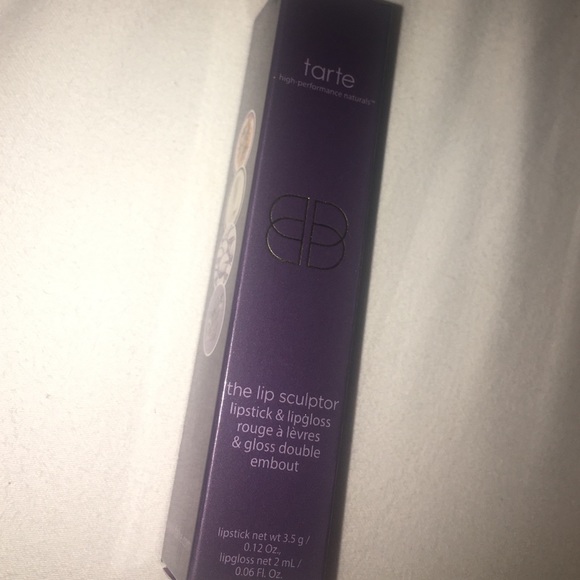 tarte
high-performance naturals™
the lip sculptor
lipstick & lipgloss
rouge à lèvres
& gloss double
embout
lipstick net wt 3.5 g /
0.12 Oz.,
lipgloss net 2 mL /
0.06 Fl. Oz